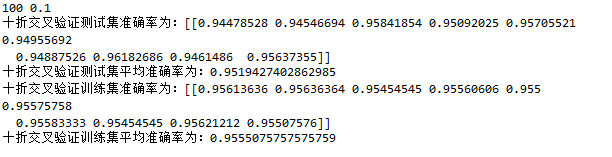 100 0.1
十折交叉验证测试集准确率为：[[0.94478528 0.94546694 0.95841854 0.95092025 0.95705521
0.94955692
0.94887526 0.96182686 0.9461486  0.95637355]]
十折交叉验证测试集平均准确率为：0.9519427402862985
十折交叉验证训练集准确率为：[[0.95613636 0.95636364 0.95454545 0.95560606 0.955
0.95575758
0.95583333 0.95454545 0.95621212 0.95507576]]
十折交叉验证训练集平均准确率为：0.9555075757575759